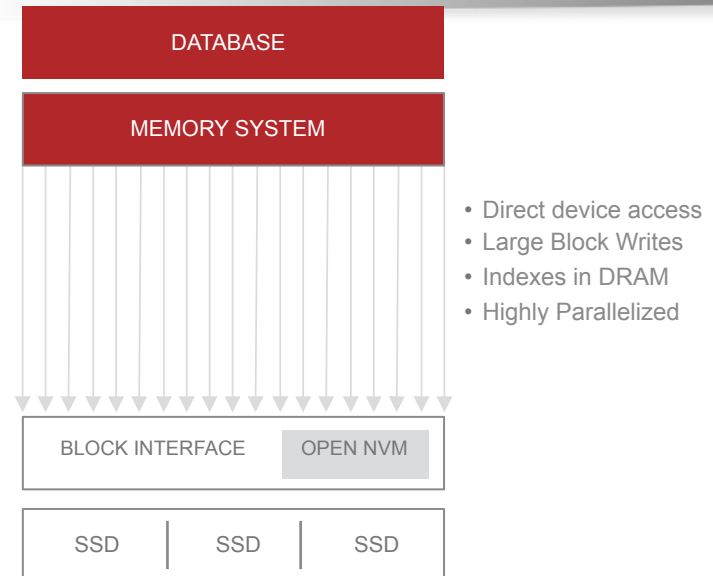 DATABASE
MEMORY SYSTEM
• Direct device access
• Large Block Writes
• Indexes in DRAM
• Highly Parallelized
BLOCK INTERFACE OPEN NVM
SSD SSD SSD